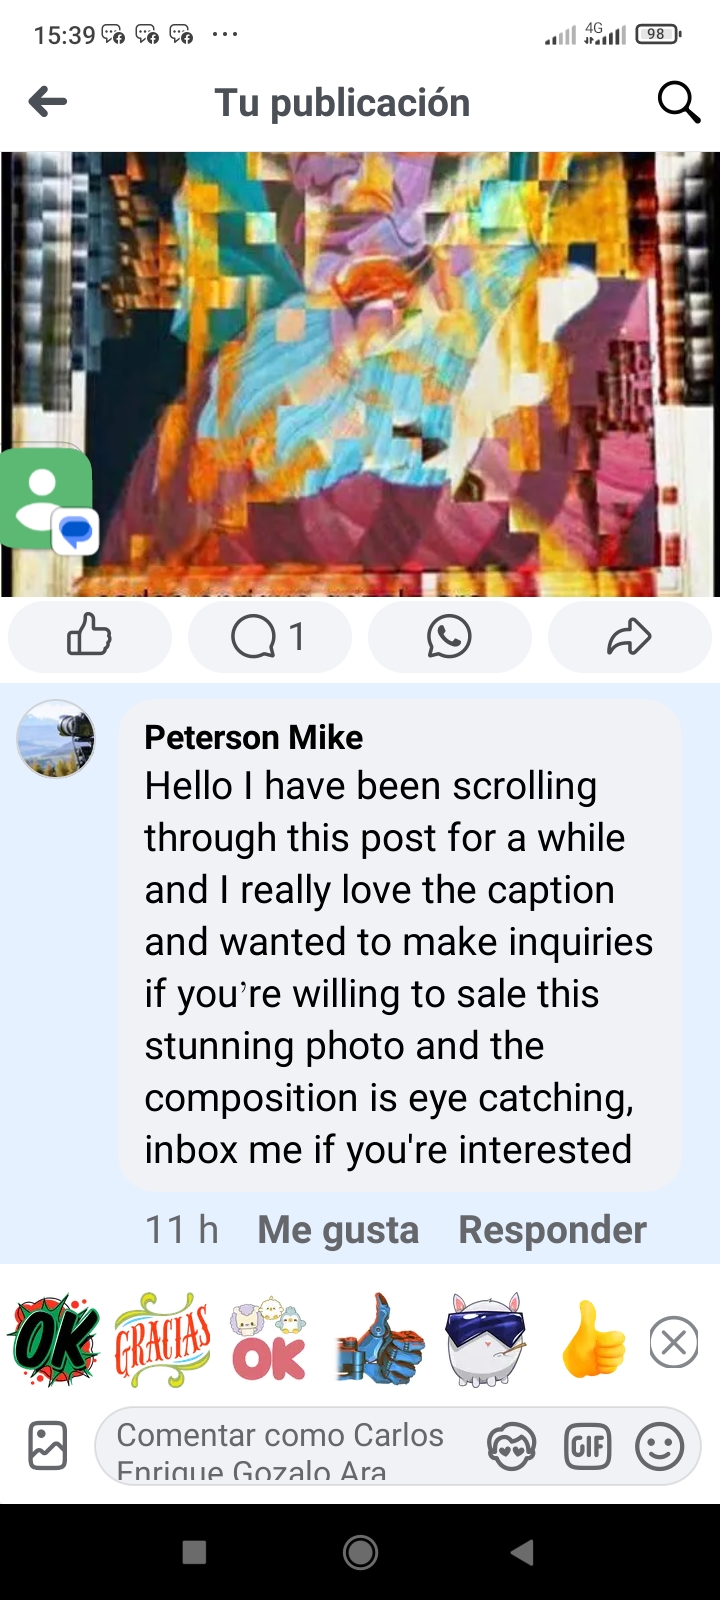 15:39 4G 98
Tu publicación
1
Peterson Mike
Hello I have been scrolling
through this post for a while
and I really love the caption
and wanted to make inquiries
if you’re willing to sale this
stunning photo and the
composition is eye catching,
inbox me if you're interested
11 h Me gusta Responder
OK GRACIAS OK
Comentar como Carlos
Enrique Gozalo Ara
GIF